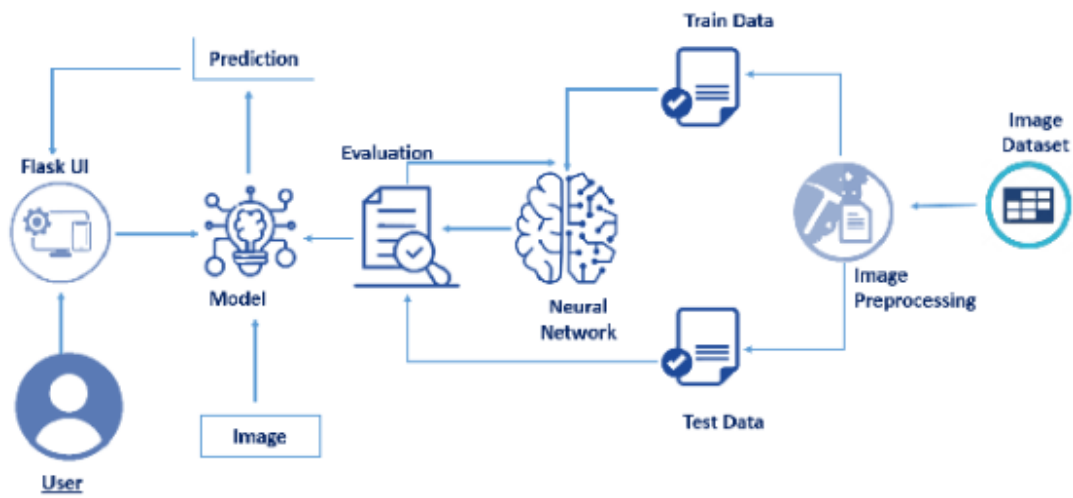 Train Data
Prediction
Image
Dataset
Evaluation
Flask UI
Image
Preprocessing
Model
Neural
Network
Test Data
Image
User